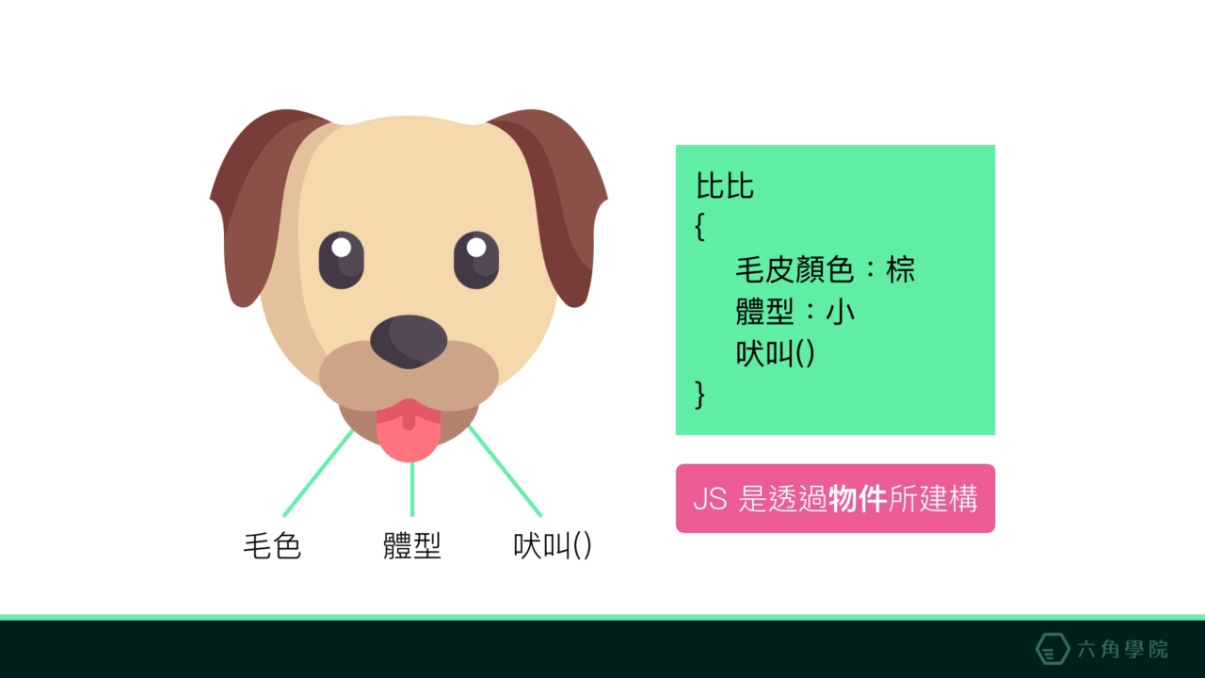 比比
{
毛皮顏色：棕
體型：小
吠叫()
}
JS 是透過物件所建構
毛色
體型
吠叫()
六角學院